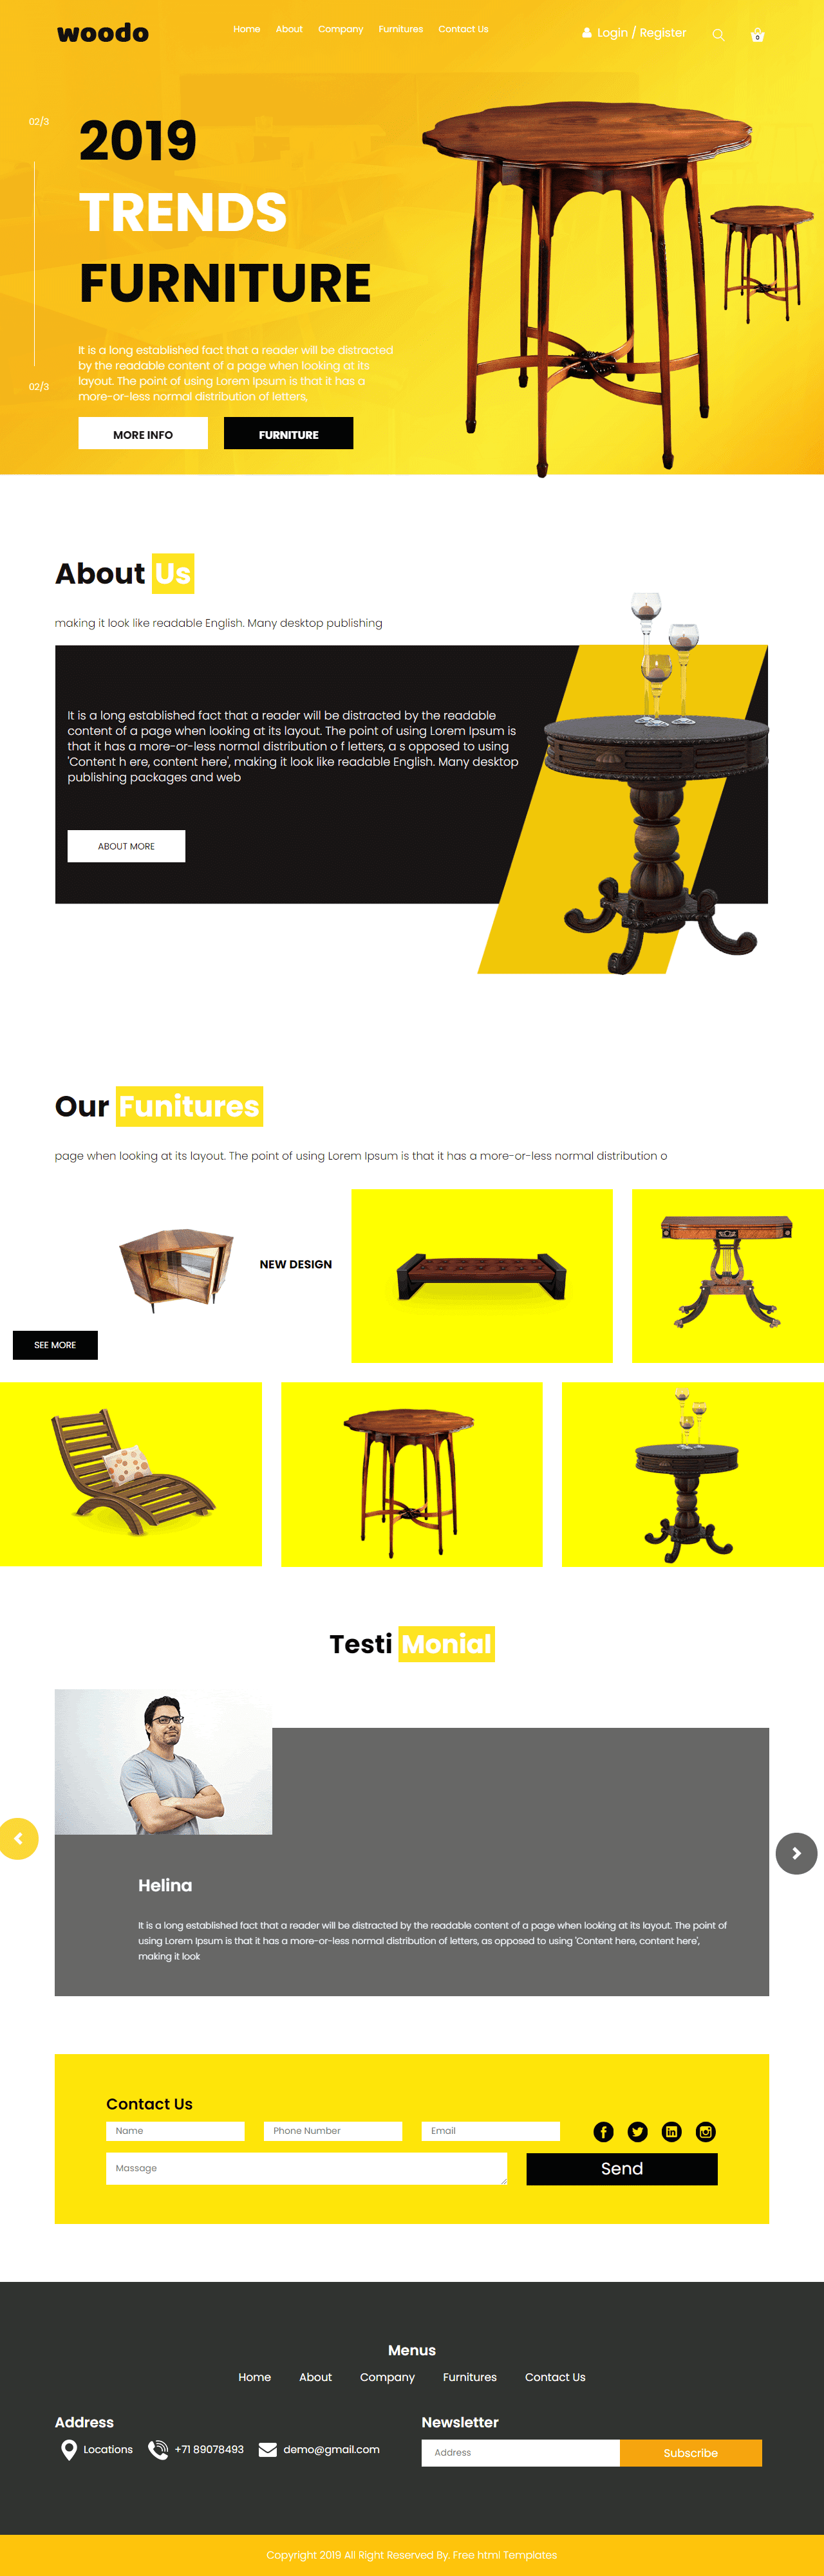 woodo
Home About Company Furnitures Contact Us
Login / Register
0
02/3
2019
TRENDS
FURNITURE
It is a long established fact that a reader will be distracted
by the readable content of a page when looking at its
layout. The point of using Lorem Ipsum is that it has a
more-or-less normal distribution of letters,
02/3
MORE INFO
FURNITURE
About Us
making it look like readable English. Many desktop publishing
It is a long established fact that a reader will be distracted by the readable
content of a page when looking at its layout. The point of using Lorem Ipsum is
that it has a more-or-less normal distribution o f letters, a s opposed to using
'Content h ere, content here', making it look like readable English. Many desktop
publishing packages and web
ABOUT MORE
Our Funitures
page when looking at its layout. The point of using Lorem Ipsum is that it has a more-or-less normal distribution o
NEW DESIGN
SEE MORE
Testi Monial
Helina
It is a long established fact that a reader will be distracted by the readable content of a page when looking at its layout. The point of
using Lorem Ipsum is that it has a more-or-less normal distribution of letters, as opposed to using 'Content here, content here',
making it look
Contact Us
Name
Phone Number
Email
Massage
Send
Menus
Home About Company Furnitures Contact Us
Address
Locations
+71 89078493
demo@gmail.com
Newsletter
Address
Subscribe
Copyright 2019 All Right Reserved By. Free html Templates